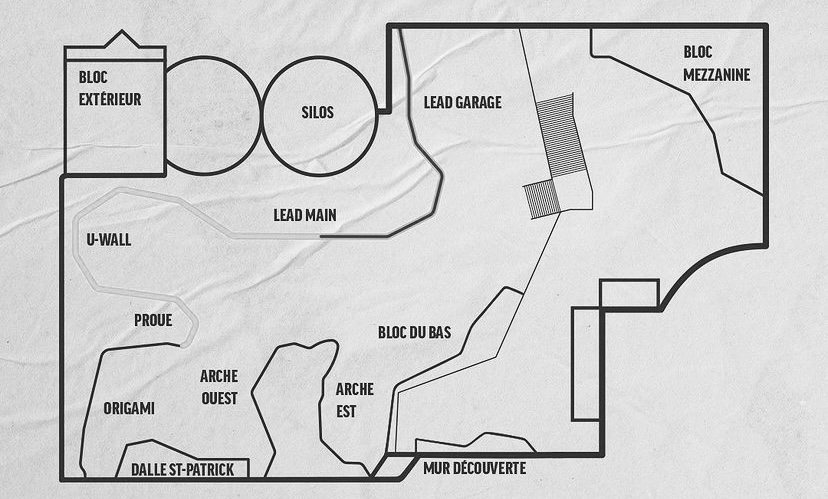 BLOC
EXTÉRIEUR
SILOS
LEAD GARAGE
BLOC
MEZZANINE
LEAD MAIN
U-WALL
PROUE
BLOC DU BAS
ARCHE
OUEST
ARCHE
EST
ORIGAMI
DALLE ST-PATRICK
MUR DÉCOUVERTE